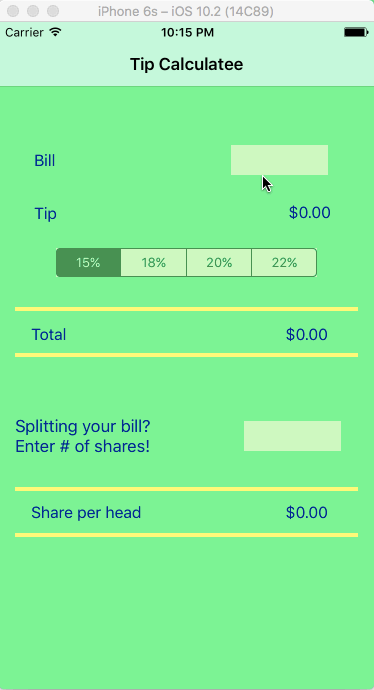 iPhone 6s – iOS 10.2 (14C89)
Carrier 10:15 PM
Tip Calculatee
Bill
Tip $0.00
15% 18% 20% 22%
Total $0.00
Splitting your bill?
Enter # of shares!
Share per head $0.00